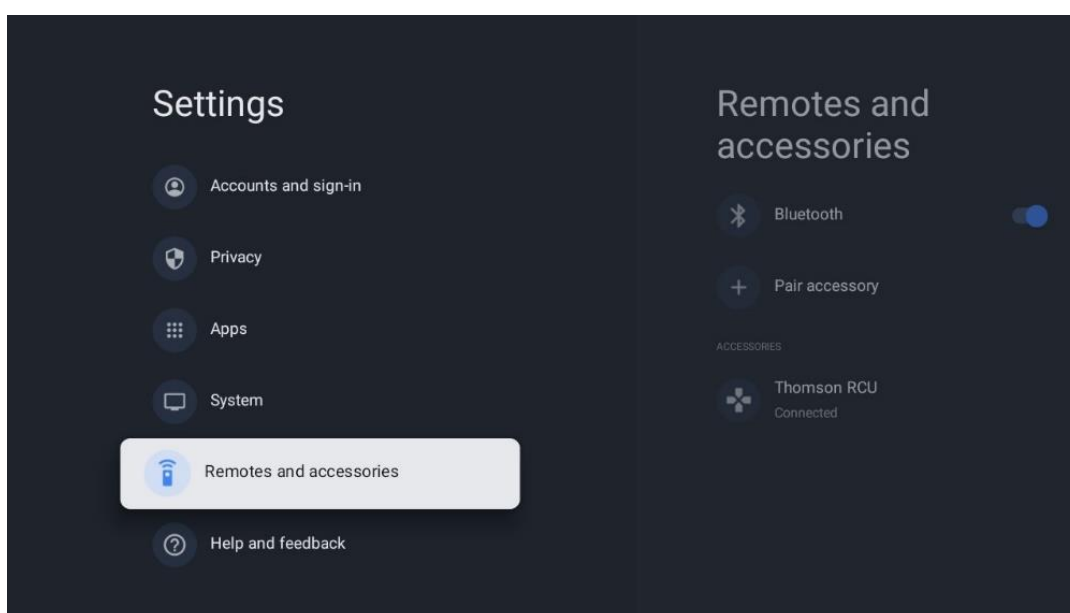 Settings
Accounts and sign-in
Privacy
Apps
System
Remotes and accessories
Help and feedback
Remotes and
accessories
Bluetooth
Pair accessory
ACCESSORIES
Thomson RCU
Connected